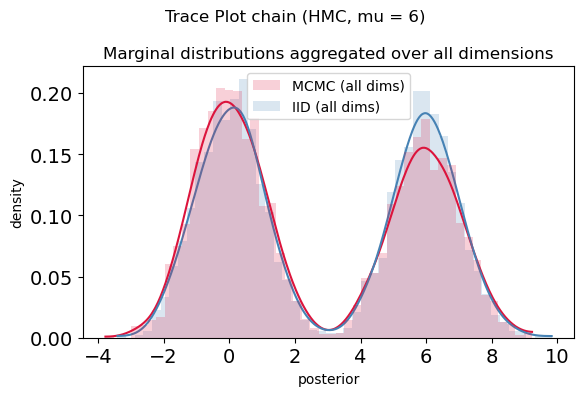 Trace Plot chain (HMC, mu = 6)
Marginal distributions aggregated over all dimensions
MCMC (all dims)
IID (all dims)
density
0.20
0.15
0.10
0.05
0.00
−4 −2 0 2 4 6 8 10
posterior